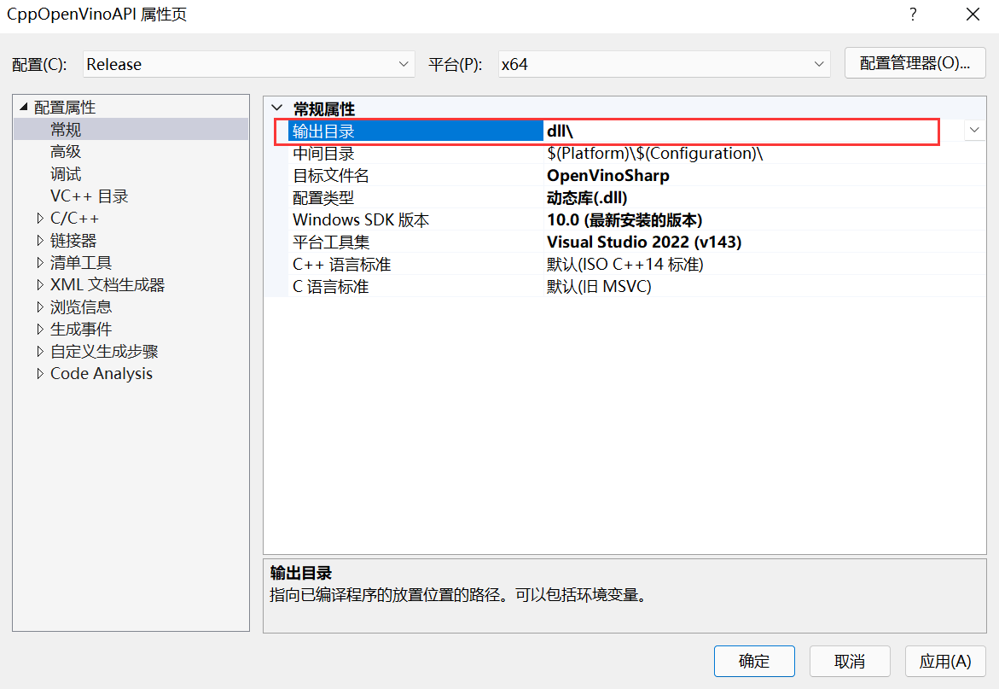 CppOpenVinoAPI 属性页
配置(C): Release 平台(P): x64 配置管理器(O)...
配置属性
常规
高级
调试
VC++ 目录
C/C++
链接器
清单工具
XML 文档生成器
浏览信息
生成事件
自定义生成步骤
Code Analysis
常规属性
输出目录 dll\
中间目录 $(Platform)\$(Configuration)\
目标文件名 OpenVinoSharp
配置类型 动态库(.dll)
Windows SDK 版本 10.0 (最新安装的版本)
平台工具集 Visual Studio 2022 (v143)
C++ 语言标准 默认(ISO C++14 标准)
C 语言标准 默认(旧 MSVC)
输出目录
指向已编译程序的放置位置的路径。可以包括环境变量。
确定 取消 应用(A)